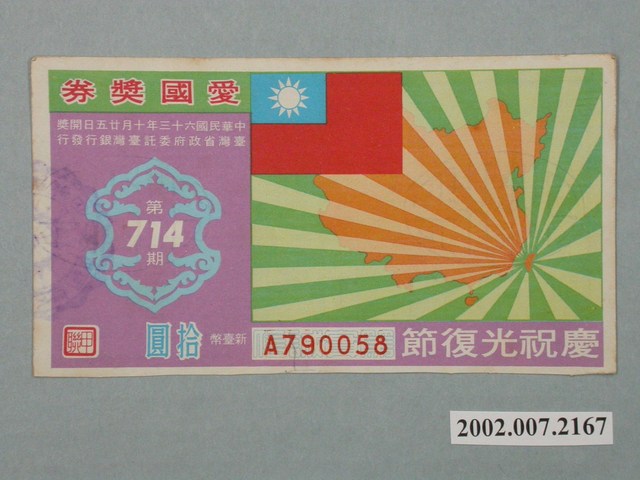 愛國獎券
中華民國六十三年十月廿五日開獎
臺灣省政府委託臺灣銀行發行
第
714
期
甲聯
新臺幣
拾圓
A790058
慶祝光復節
2002.007.2167